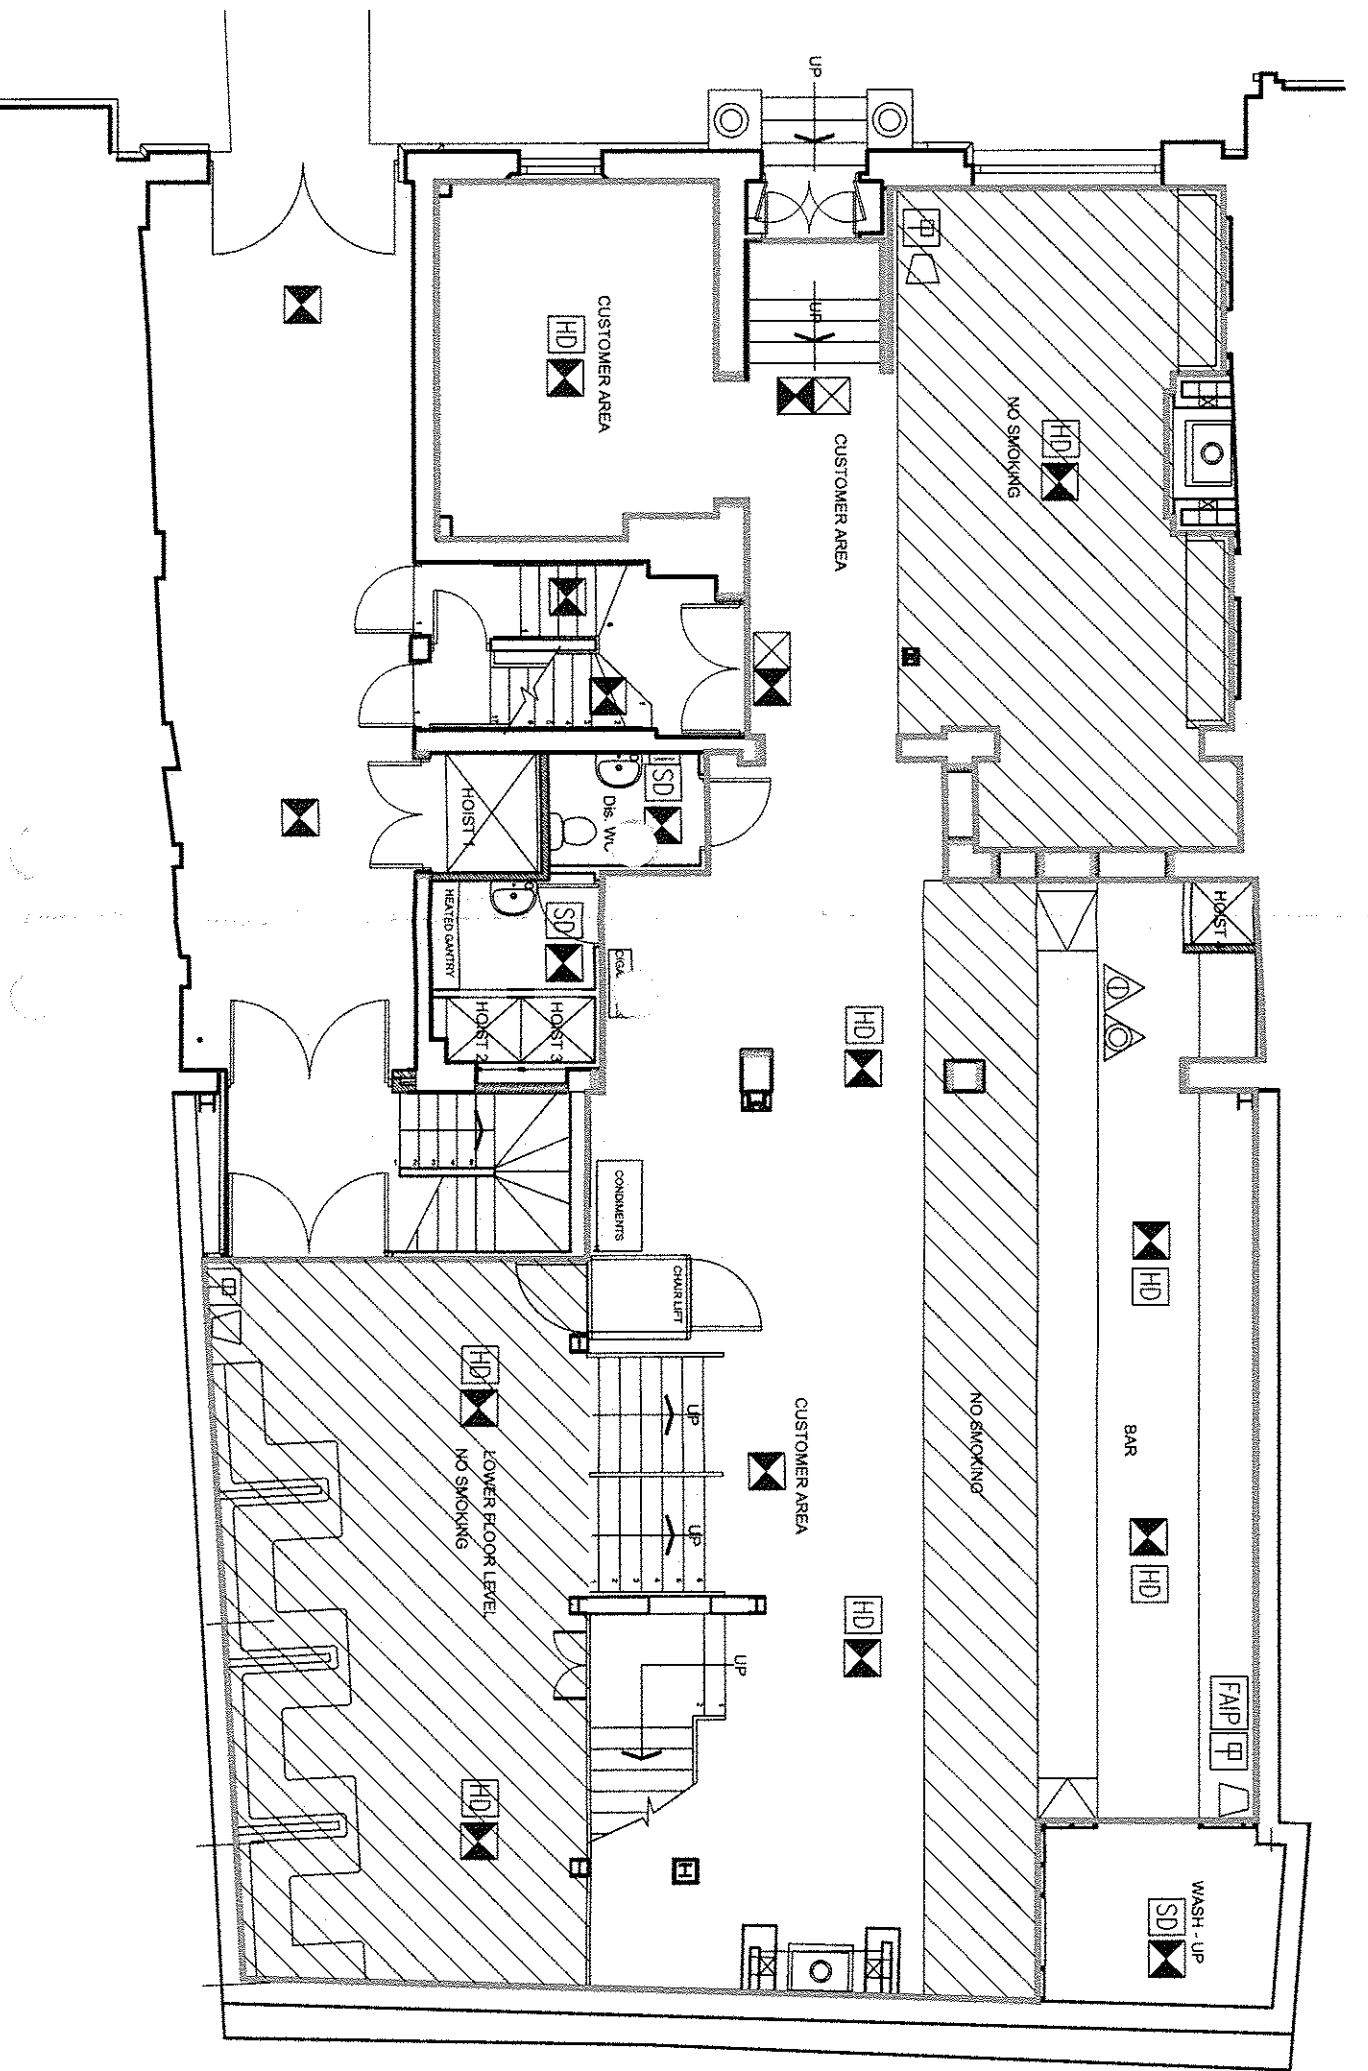 UP
UP
CUSTOMER AREA
HD
CUSTOMER AREA
NO SMOKING
HD
HOIST 1
SD
Dis.
HEATED GANTRY
SD
HOIST 2
HOIST 3
HOIST
HD
CONDIMENTS
CHAIR LIFT
HD
LOWER FLOOR LEVEL
NO SMOKING
UP
UP
UP
CUSTOMER AREA
NO SMOKING
BAR
HD
HD
HD
HD
FAIP
WASH - UP
SD
H